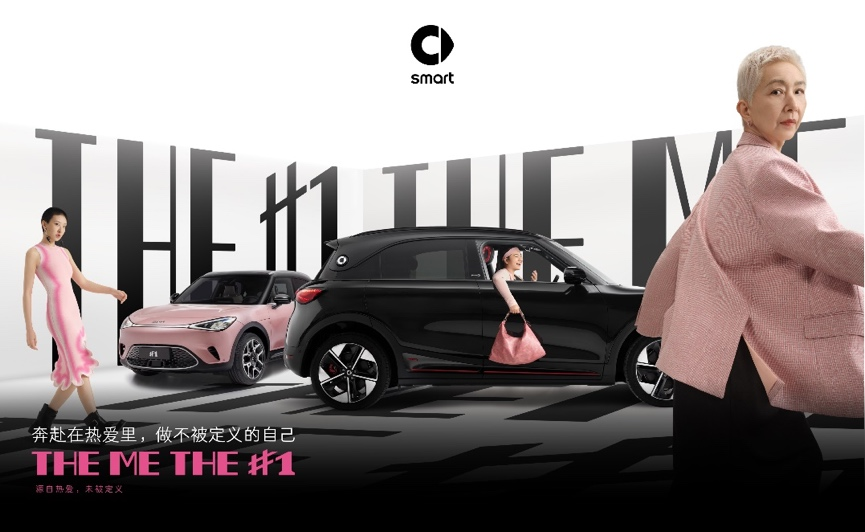 smart
THE #1 THE ME
#1
奔赴在热爱里，做不被定义的自己
THE ME THE #1
源自热爱，未被定义